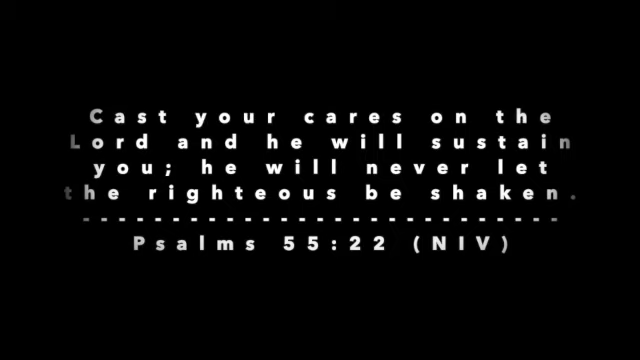 Cast your cares on the
Lord and he will sustain
you; he will never let
the righteous be shaken.
------------------------------------
Psalms 55:22 (NIV)